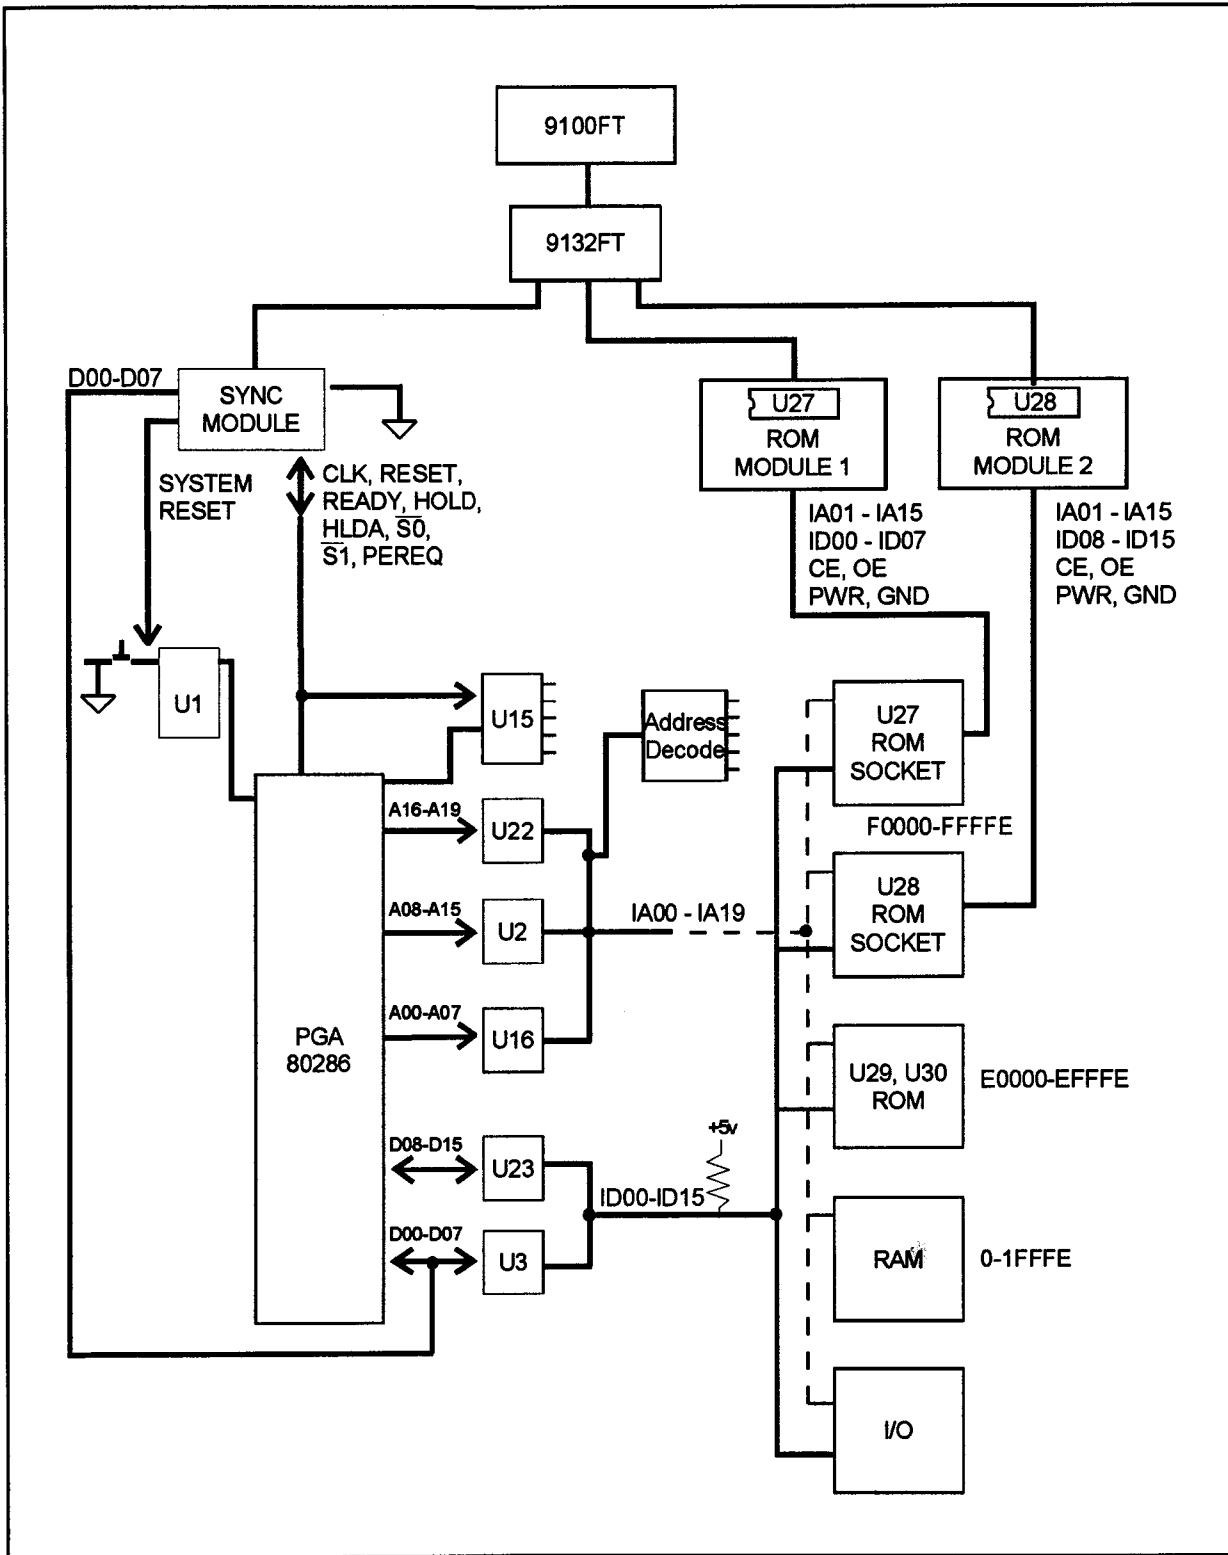 9100FT
9132FT
D00-D07
SYNC
MODULE
U27
ROM
MODULE 1
U28
ROM
MODULE 2
SYSTEM
RESET
CLK, RESET,
READY, HOLD,
HLDA, S̅0̅,
S̅1̅, PEREQ
IA01 - IA15
ID00 - ID07
CE, OE
PWR, GND
IA01 - IA15
ID08 - ID15
CE, OE
PWR, GND
U1
U15
Address
Decode
U27
ROM
SOCKET
A16-A19
U22
F0000-FFFFE
A08-A15
U2
IA00 - IA19
U28
ROM
SOCKET
PGA
80286
A00-A07
U16
U29, U30
ROM
E0000-EFFFE
+5v
D08-D15
U23
ID00-ID15
D00-D07
U3
RAM
0-1FFFE
I/O